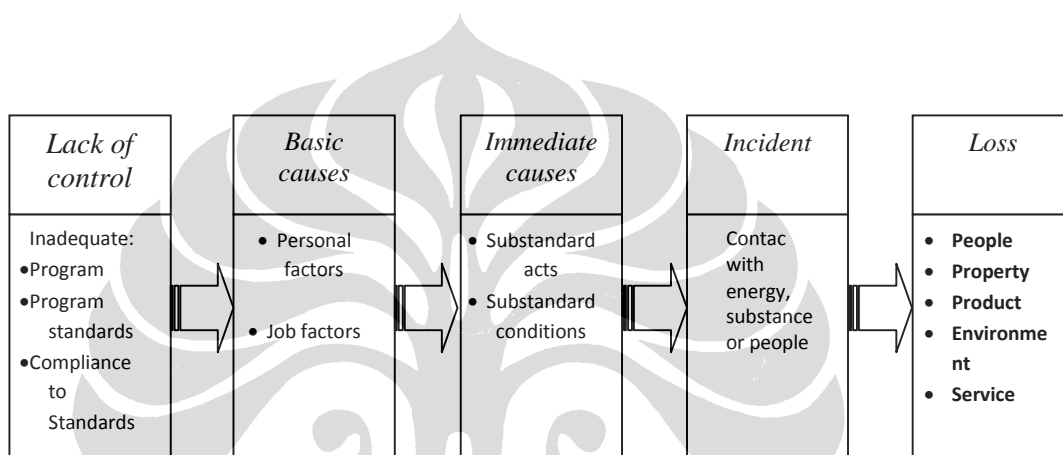 Lack of
control
Inadequate:
•Program
•Program
standards
•Compliance
to
Standards
Basic
causes
• Personal
factors
• Job factors
Immediate
causes
• Substandard
acts
• Substandard
conditions
Incident
Contac
with
energy,
substance
or people
Loss
• People
• Property
• Product
• Environme
nt
• Service